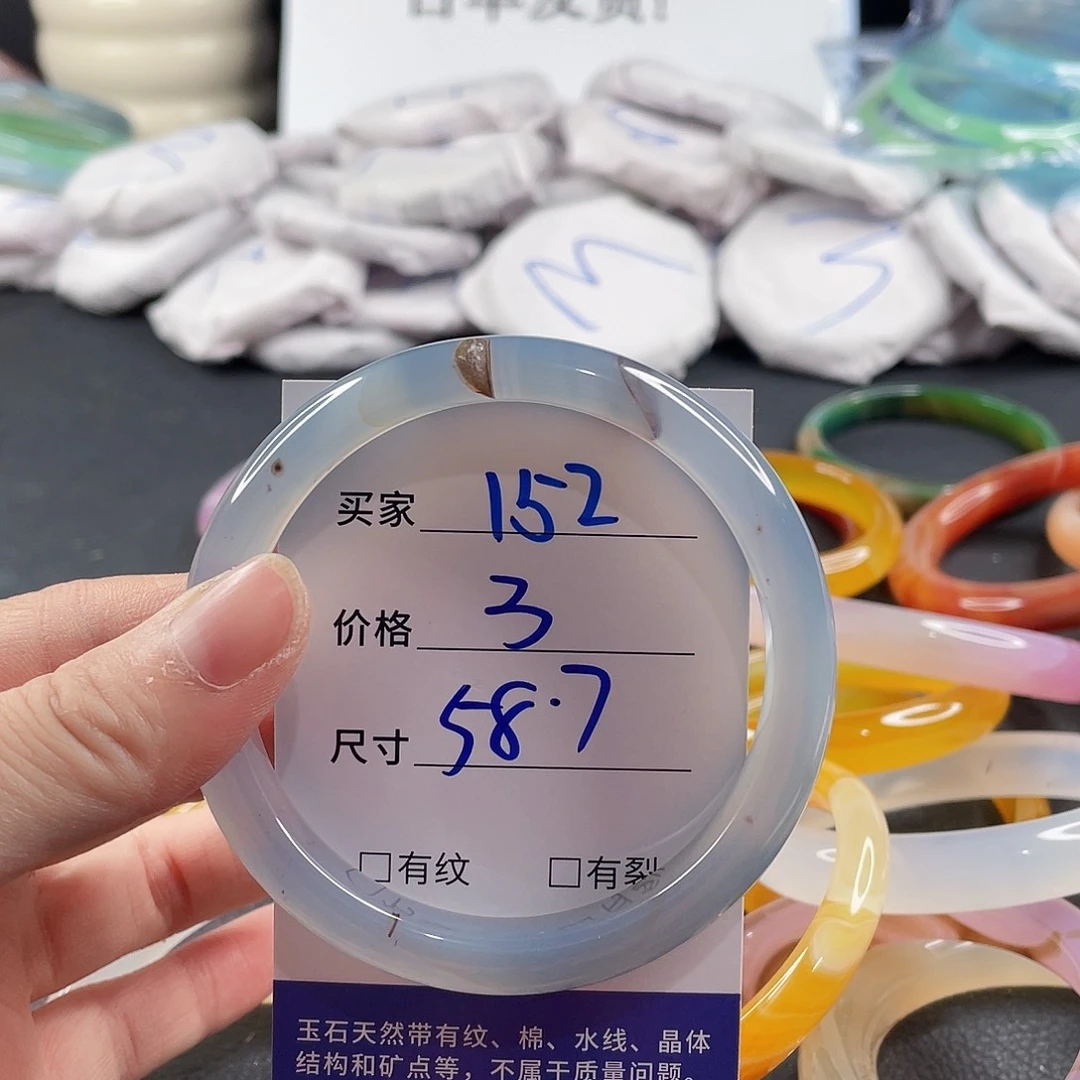 买家 152
价格 3
尺寸 58.7
□有纹 □有裂
玉石天然带有纹、棉、水线、晶体
结构和矿点等，不属于质量问题。